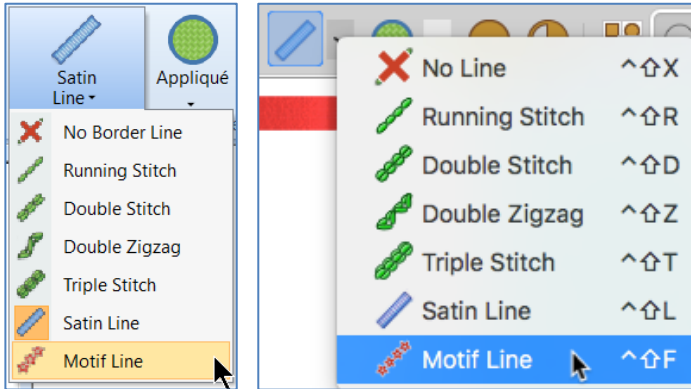 Satin
Line
Appliqué
No Border Line
Running Stitch
Double Stitch
Double Zigzag
Triple Stitch
Satin Line
Motif Line
No Line ^⇧X
Running Stitch ^⇧R
Double Stitch ^⇧D
Double Zigzag ^⇧Z
Triple Stitch ^⇧T
Satin Line ^⇧L
Motif Line ^⇧F